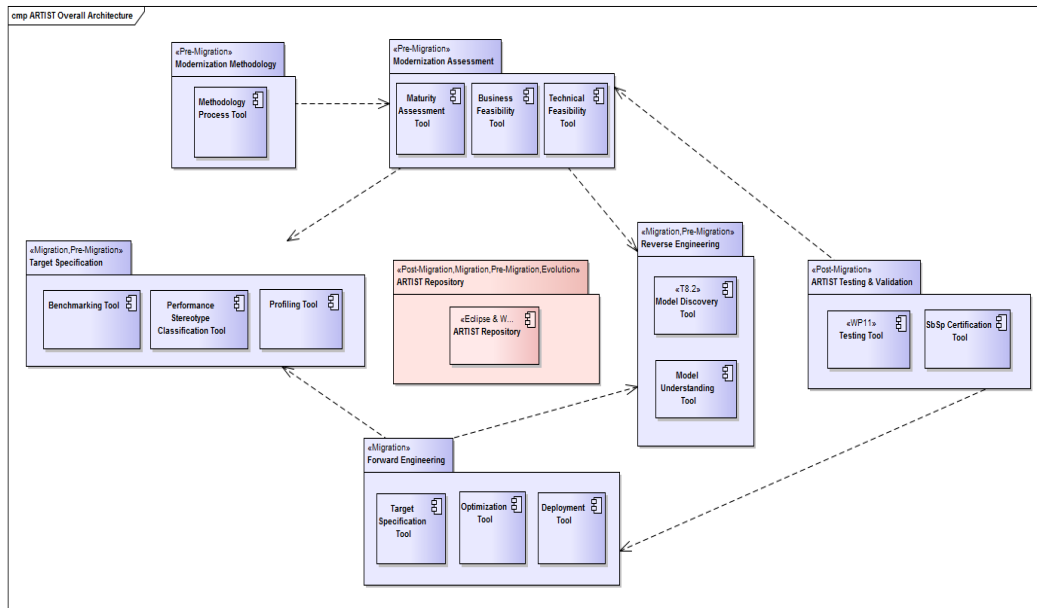 cmp ARTIST Overall Architecture
«Pre-Migration»
Modernization Methodology
Methodology
Process Tool
«Pre-Migration»
Modernization Assessment
Maturity
Assessment
Tool
Business
Feasibility
Tool
Technical
Feasibility
Tool
«Migration,Pre-Migration»
Target Specification
Benchmarking Tool
Performance
Stereotype
Classification Tool
Profiling Tool
«Post-Migration,Migration,Pre-Migration,Evolution»
ARTIST Repository
«Eclipse & W...
ARTIST Repository
«Migration,Pre-Migration»
Reverse Engineering
«T8.2»
Model Discovery
Tool
Model
Understanding
Tool
«Post-Migration»
ARTIST Testing & Validation
«WP11»
Testing Tool
SbSp Certification
Tool
«Migration»
Forward Engineering
Target
Specification
Tool
Optimization
Tool
Deployment
Tool